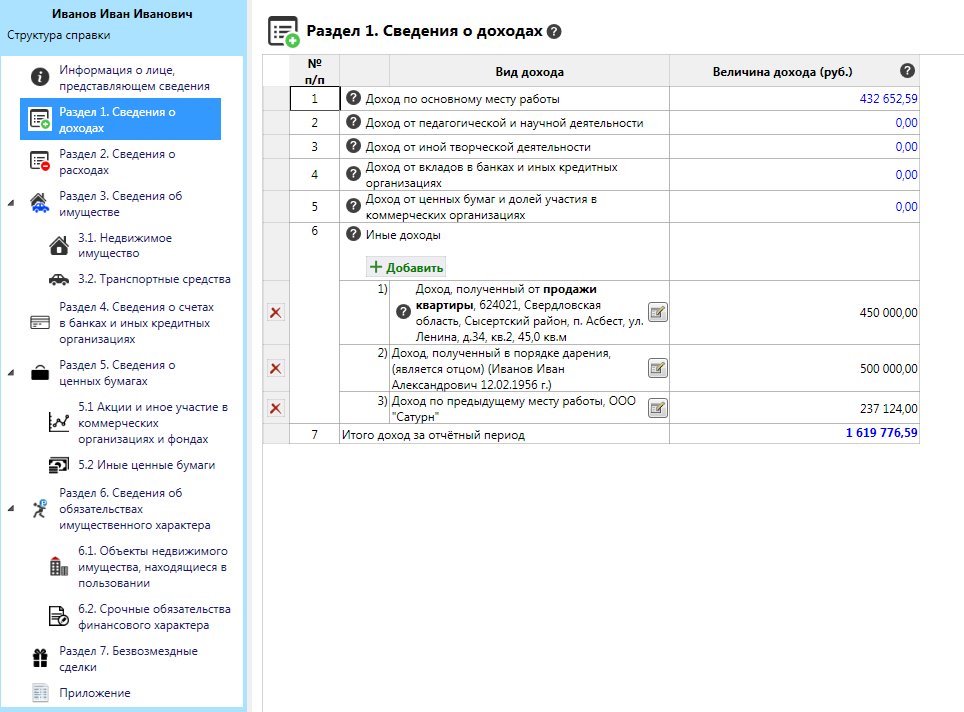 Иванов Иван Иванович
Структура справки
Информация о лице,
представляющем сведения
Раздел 1. Сведения о
доходах
Раздел 2. Сведения о
расходах
Раздел 3. Сведения об
имуществе
3.1. Недвижимое
имущество
3.2. Транспортные средства
Раздел 4. Сведения о счетах
в банках и иных кредитных
организациях
Раздел 5. Сведения о
ценных бумагах
5.1 Акции и иное участие в
коммерческих
организациях и фондах
5.2 Иные ценные бумаги
Раздел 6. Сведения об
обязательствах
имущественного характера
6.1. Объекты недвижимого
имущества, находящиеся в
пользовании
6.2. Срочные обязательства
финансового характера
Раздел 7. Безвозмездные
сделки
Приложение
Раздел 1. Сведения о доходах
№
п/п
Вид дохода
Величина дохода (руб.)
1 Доход по основному месту работы 432 652,59
2 Доход от педагогической и научной деятельности 0,00
3 Доход от иной творческой деятельности 0,00
4 Доход от вкладов в банках и иных кредитных
организациях 0,00
5 Доход от ценных бумаг и долей участия в
коммерческих организациях 0,00
6 Иные доходы
Добавить
1) Доход, полученный от продажи
квартиры, 624021, Свердловская
область, Сысертский район, п. Асбест, ул.
Ленина, д.34, кв.2, 45,0 кв.м
450 000,00
2) Доход, полученный в порядке дарения,
(является отцом) (Иванов Иван
Александрович 12.02.1956 г.)
500 000,00
3) Доход по предыдущему месту работы, ООО
"Сатурн"
237 124,00
7 Итого доход за отчётный период 1 619 776,59